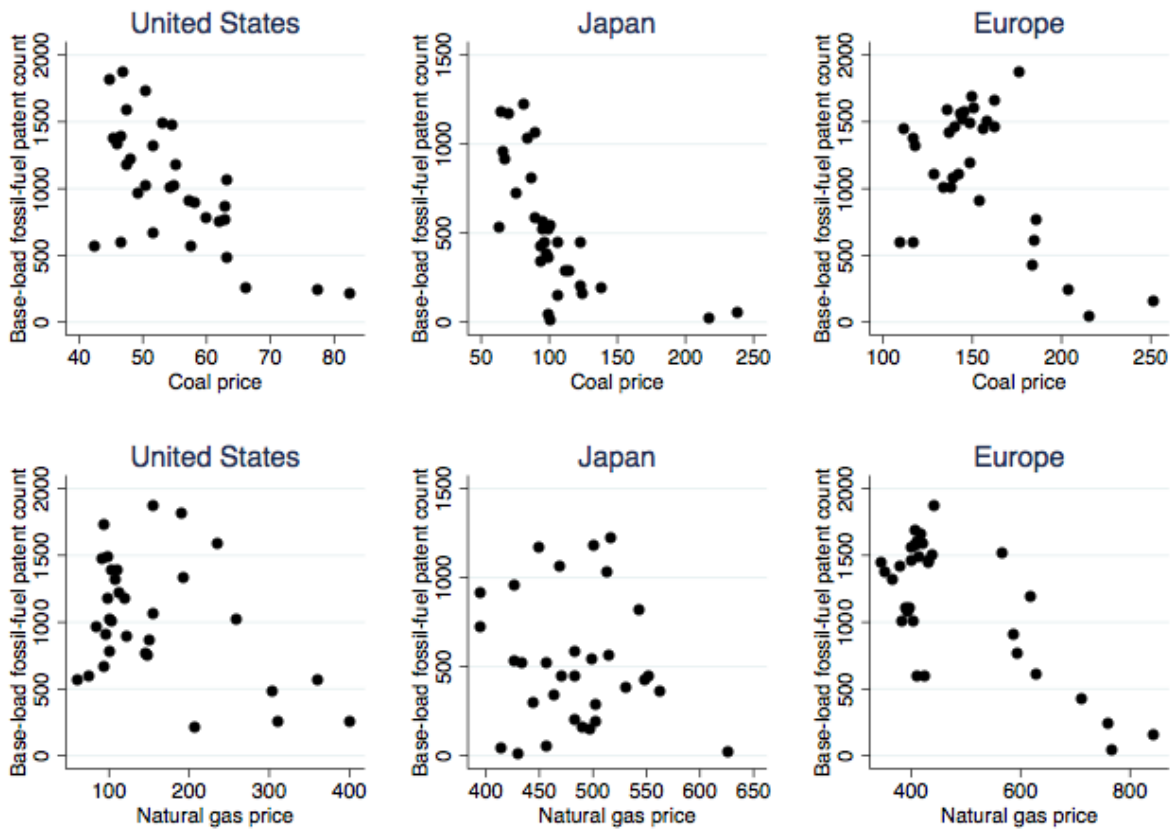 United States Japan Europe
Base-load fossil-fuel patent count
0 500 1000 1500 2000
Base-load fossil-fuel patent count
0 500 1000 1500
Base-load fossil-fuel patent count
0 500 1000 1500 2000
40 50 60 70 80
50 100 150 200 250
100 150 200 250
Coal price Coal price Coal price
United States Japan Europe
Base-load fossil-fuel patent count
0 500 1000 1500 2000
Base-load fossil-fuel patent count
0 500 1000 1500
Base-load fossil-fuel patent count
0 500 1000 1500 2000
100 200 300 400
400 450 500 550 600 650
400 600 800
Natural gas price Natural gas price Natural gas price